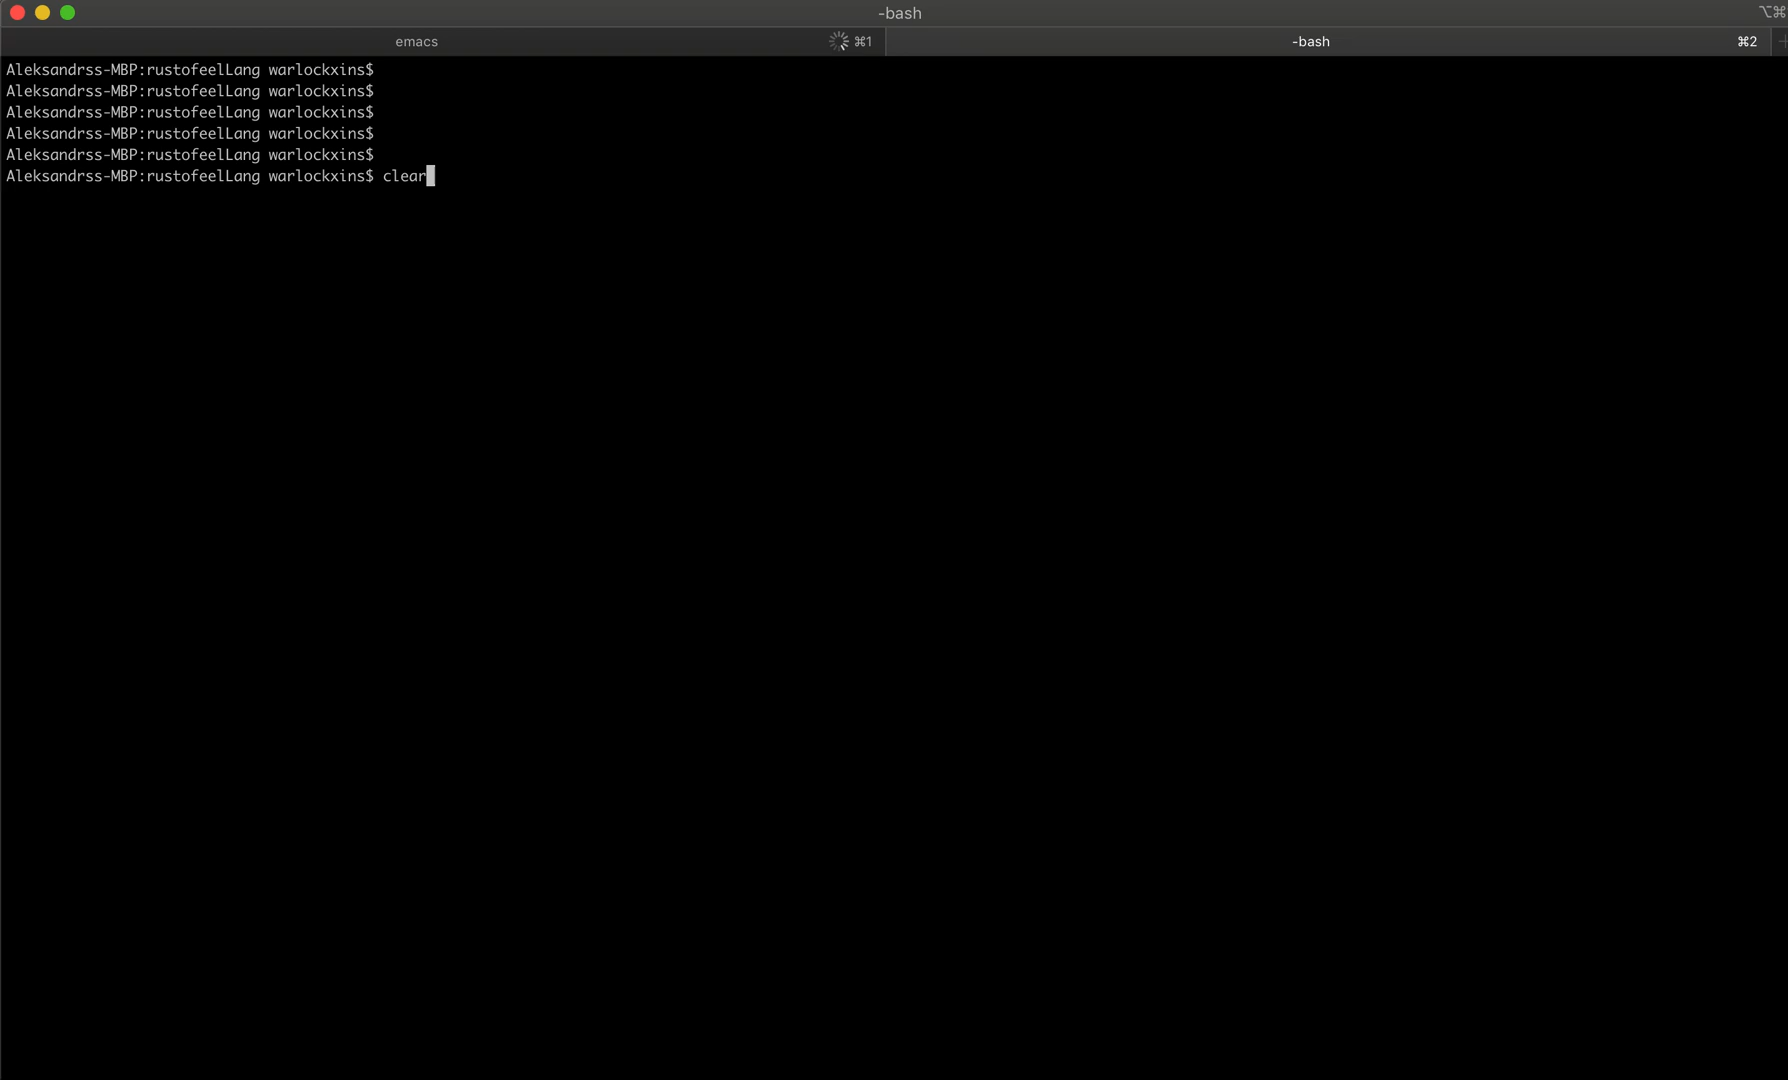 -bash
⌥⌘
emacs ⌘1
-bash ⌘2
Aleksandrss-MBP:rustofeelLang warlockxins$
Aleksandrss-MBP:rustofeelLang warlockxins$
Aleksandrss-MBP:rustofeelLang warlockxins$
Aleksandrss-MBP:rustofeelLang warlockxins$
Aleksandrss-MBP:rustofeelLang warlockxins$
Aleksandrss-MBP:rustofeelLang warlockxins$ clear